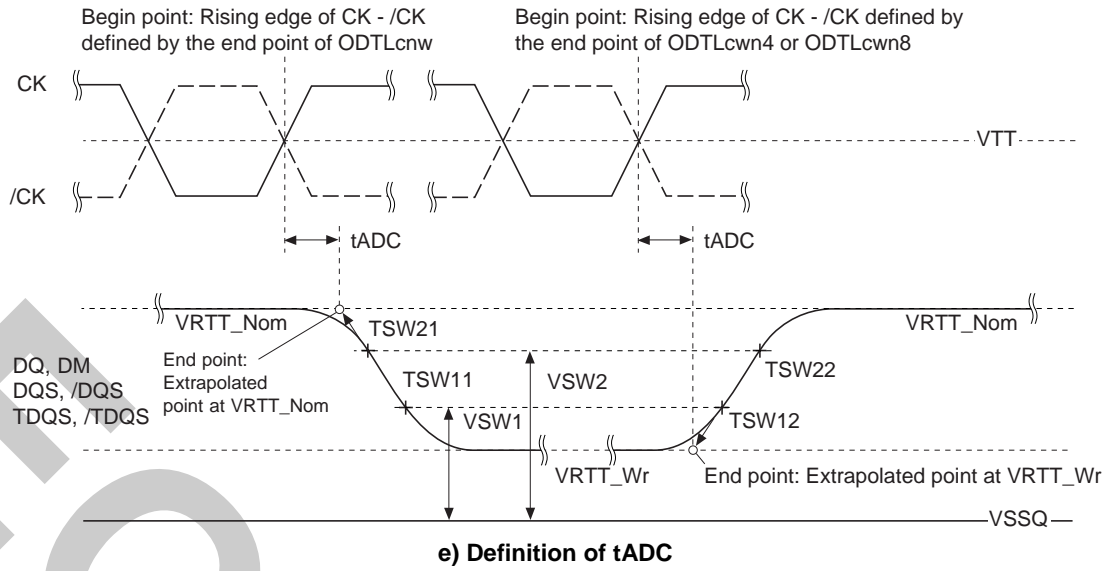 Begin point: Rising edge of CK - /CK
defined by the end point of ODTLcnw
Begin point: Rising edge of CK - /CK defined by
the end point of ODTLcwn4 or ODTLcwn8
CK
VTT
/CK
tADC
tADC
VRTT_Nom
TSW21
VRTT_Nom
DQ, DM
DQS, /DQS
TDQS, /TDQS
End point:
Extrapolated
point at VRTT_Nom
TSW11
VSW2
TSW22
VSW1
TSW12
VRTT_Wr
End point: Extrapolated point at VRTT_Wr
VSSQ
e) Definition of tADC